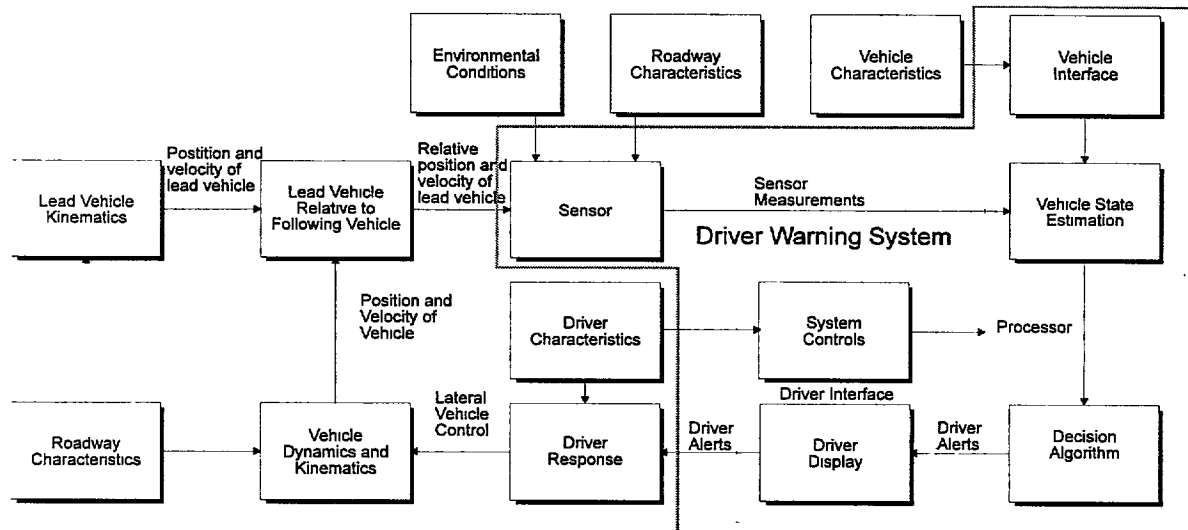 Environmental
Conditions
Roadway
Characteristics
Vehicle
Characteristics
Vehicle
Interface
Postition and
velocity of
lead vehicle
Relative
position and
velocity of
lead vehicle
Lead Vehicle
Kinematics
Lead Vehicle
Relative to
Following Vehicle
Sensor
Sensor
Measurements
Vehicle State
Estimation
Driver Warning System
Position and
Velocity of
Vehicle
Driver
Characteristics
System
Controls
Processor
Driver Interface
Lateral
Vehicle
Control
Roadway
Characteristics
Vehicle
Dynamics and
Kinematics
Driver
Response
Driver
Alerts
Driver
Display
Driver
Alerts
Decision
Algorithm